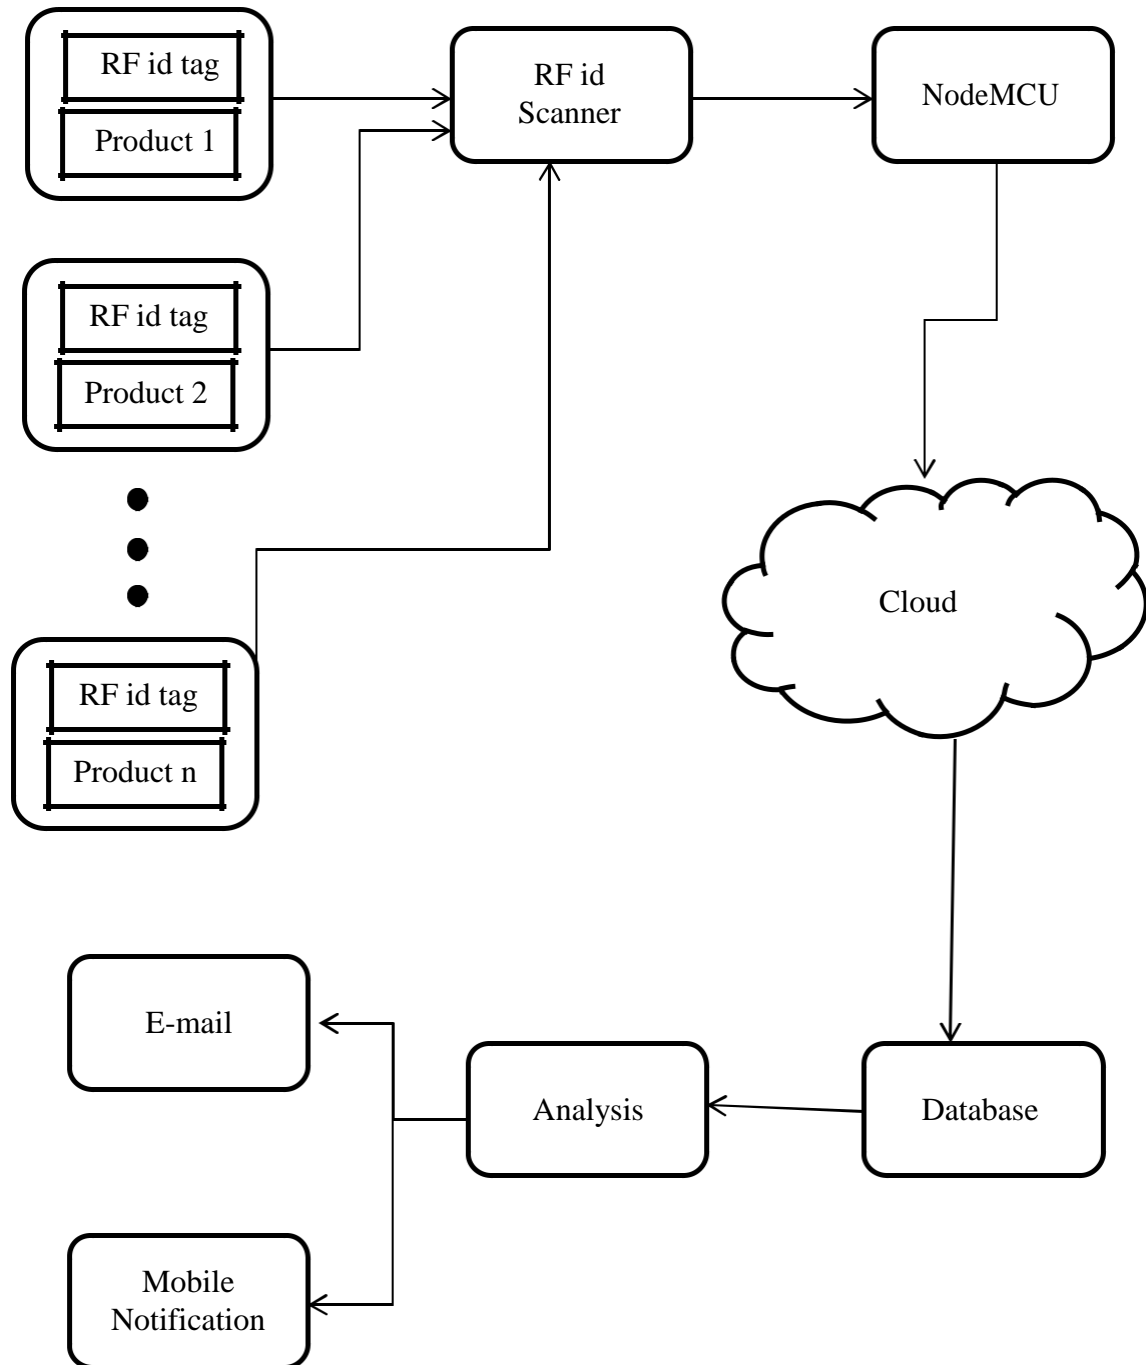 RF id tag
Product 1
RF id
Scanner
NodeMCU
RF id tag
Product 2
Cloud
RF id tag
Product n
E-mail
Analysis
Database
Mobile
Notification